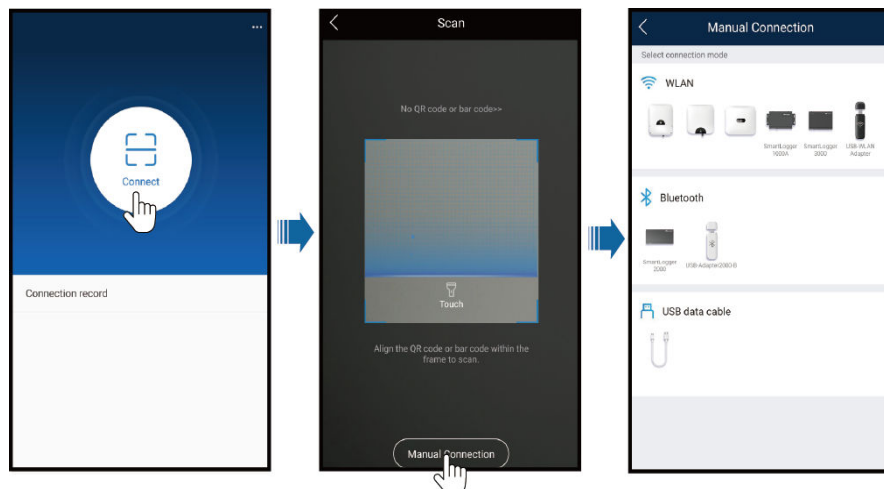 Connect
Connection record
Scan
No QR code or bar code>>
Touch
Align the QR code or bar code within the
frame to scan.
Manual Connection
Manual Connection
Select connection mode
WLAN
SmartLogger
1000A
SmartLogger
3000
USB-WLAN
Adapter
Bluetooth
SmartLogger
2000
USB-Adapter2000-B
USB data cable